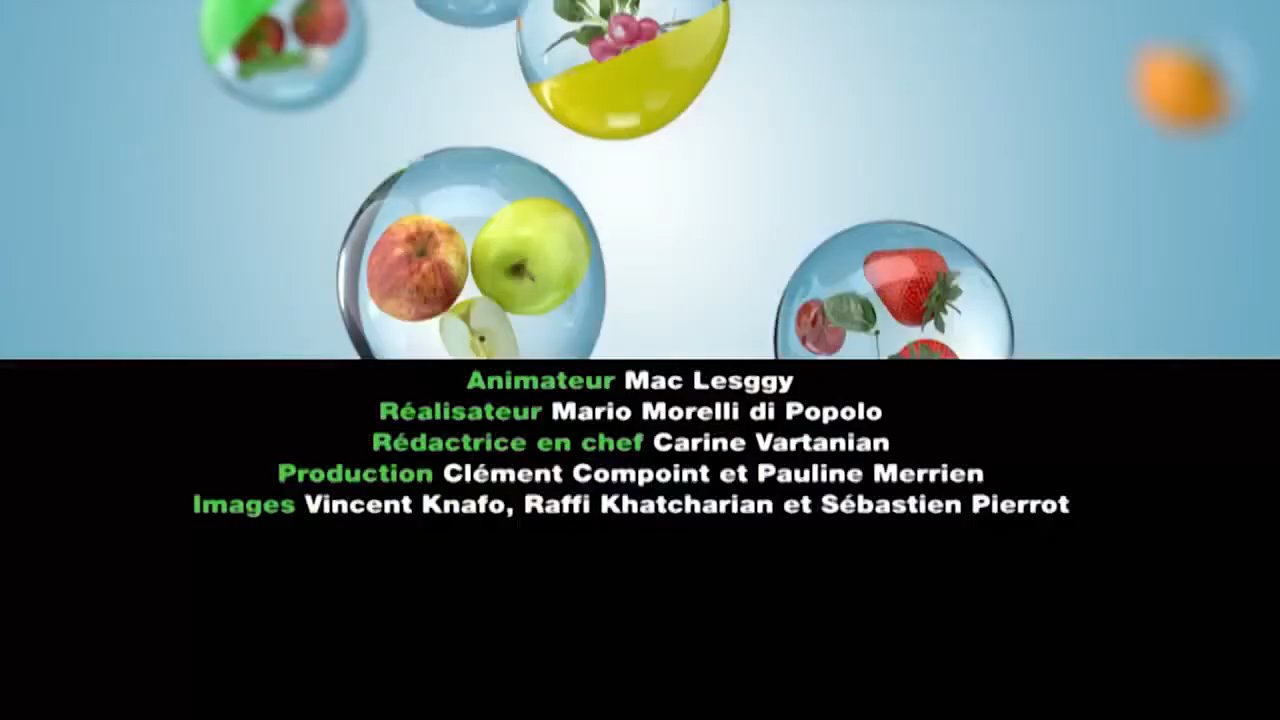 Animateur Mac Lesggy
Réalisateur Mario Morelli di Popolo
Rédactrice en chef Carine Vartanian
Production Clément Compoint et Pauline Merrien
Images Vincent Knafo, Raffi Khatcharian et Sébastien Pierrot